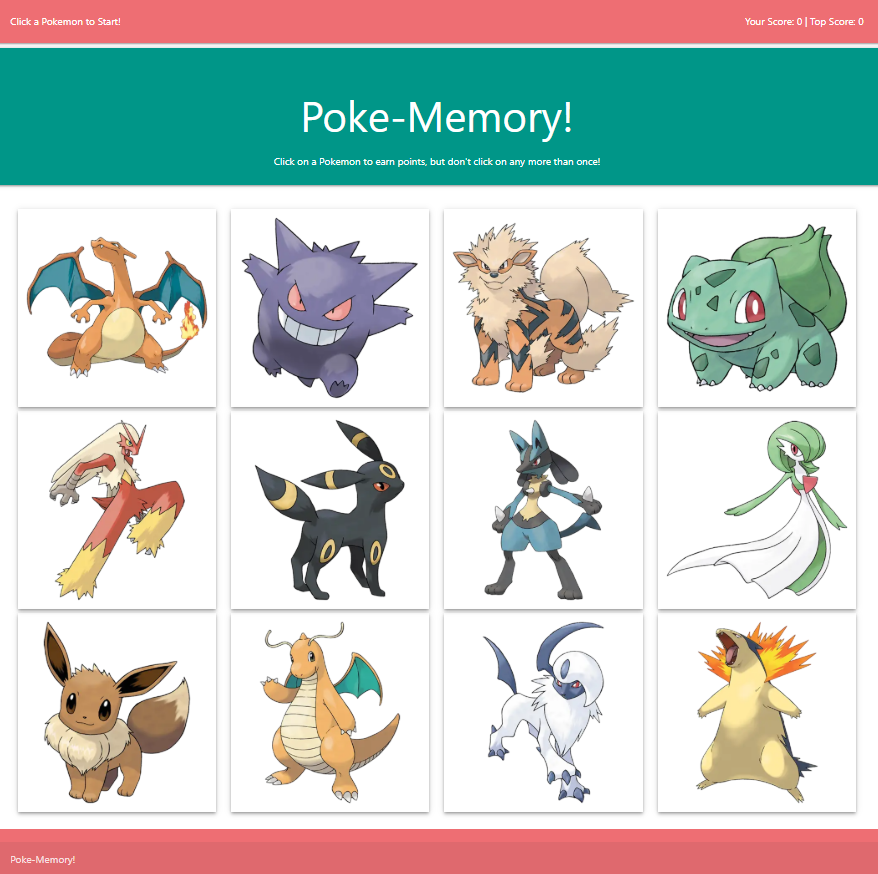 Click a Pokemon to Start!
Your Score: 0 | Top Score: 0
Poke-Memory!
Click on a Pokemon to earn points, but don't click on any more than once!
Poke-Memory!